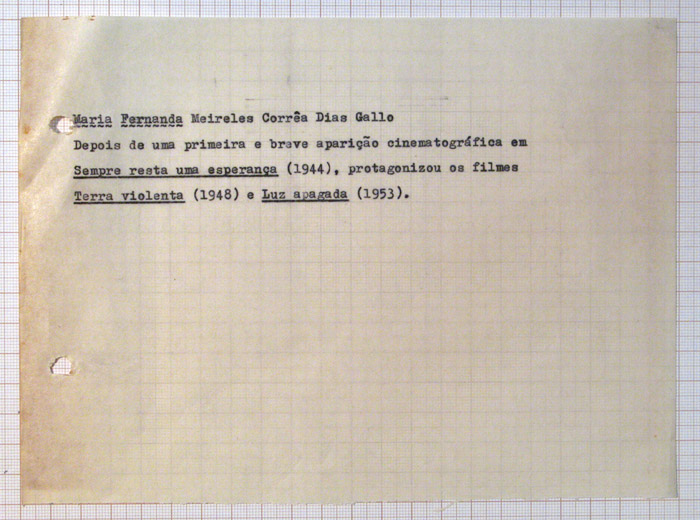 Maria Fernanda Meireles Corrêa Dias Gallo
Depois de uma primeira e breve aparição cinematográfica em
Sempre resta uma esperança (1944), protagonizou os filmes
Terra violenta (1948) e Luz apagada (1953).